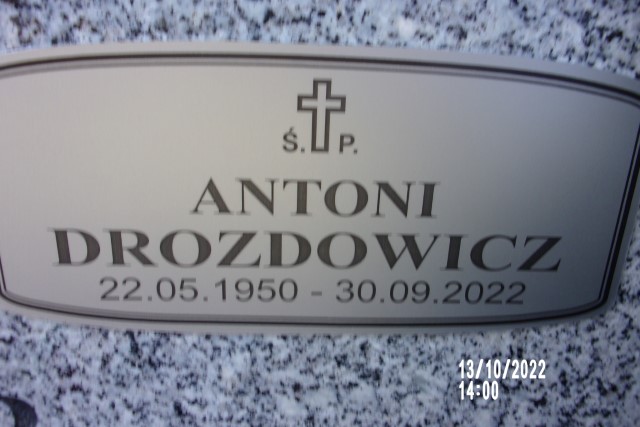 Ś. P.
ANTONI
DROZDOWICZ
22.05.1950 - 30.09.2022
13/10/2022
14:00